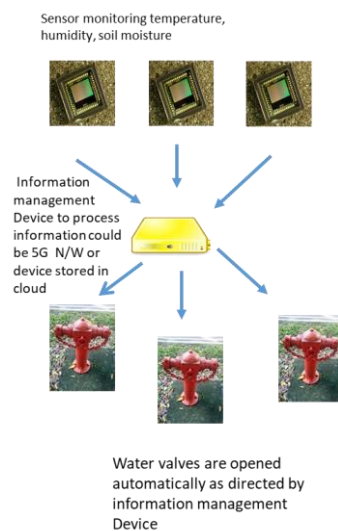 Sensor monitoring temperature,
humidity, soil moisture
Information
management
Device to process
information could
be 5G N/W or
device stored in
cloud
Water valves are opened
automatically as directed by
information management
Device